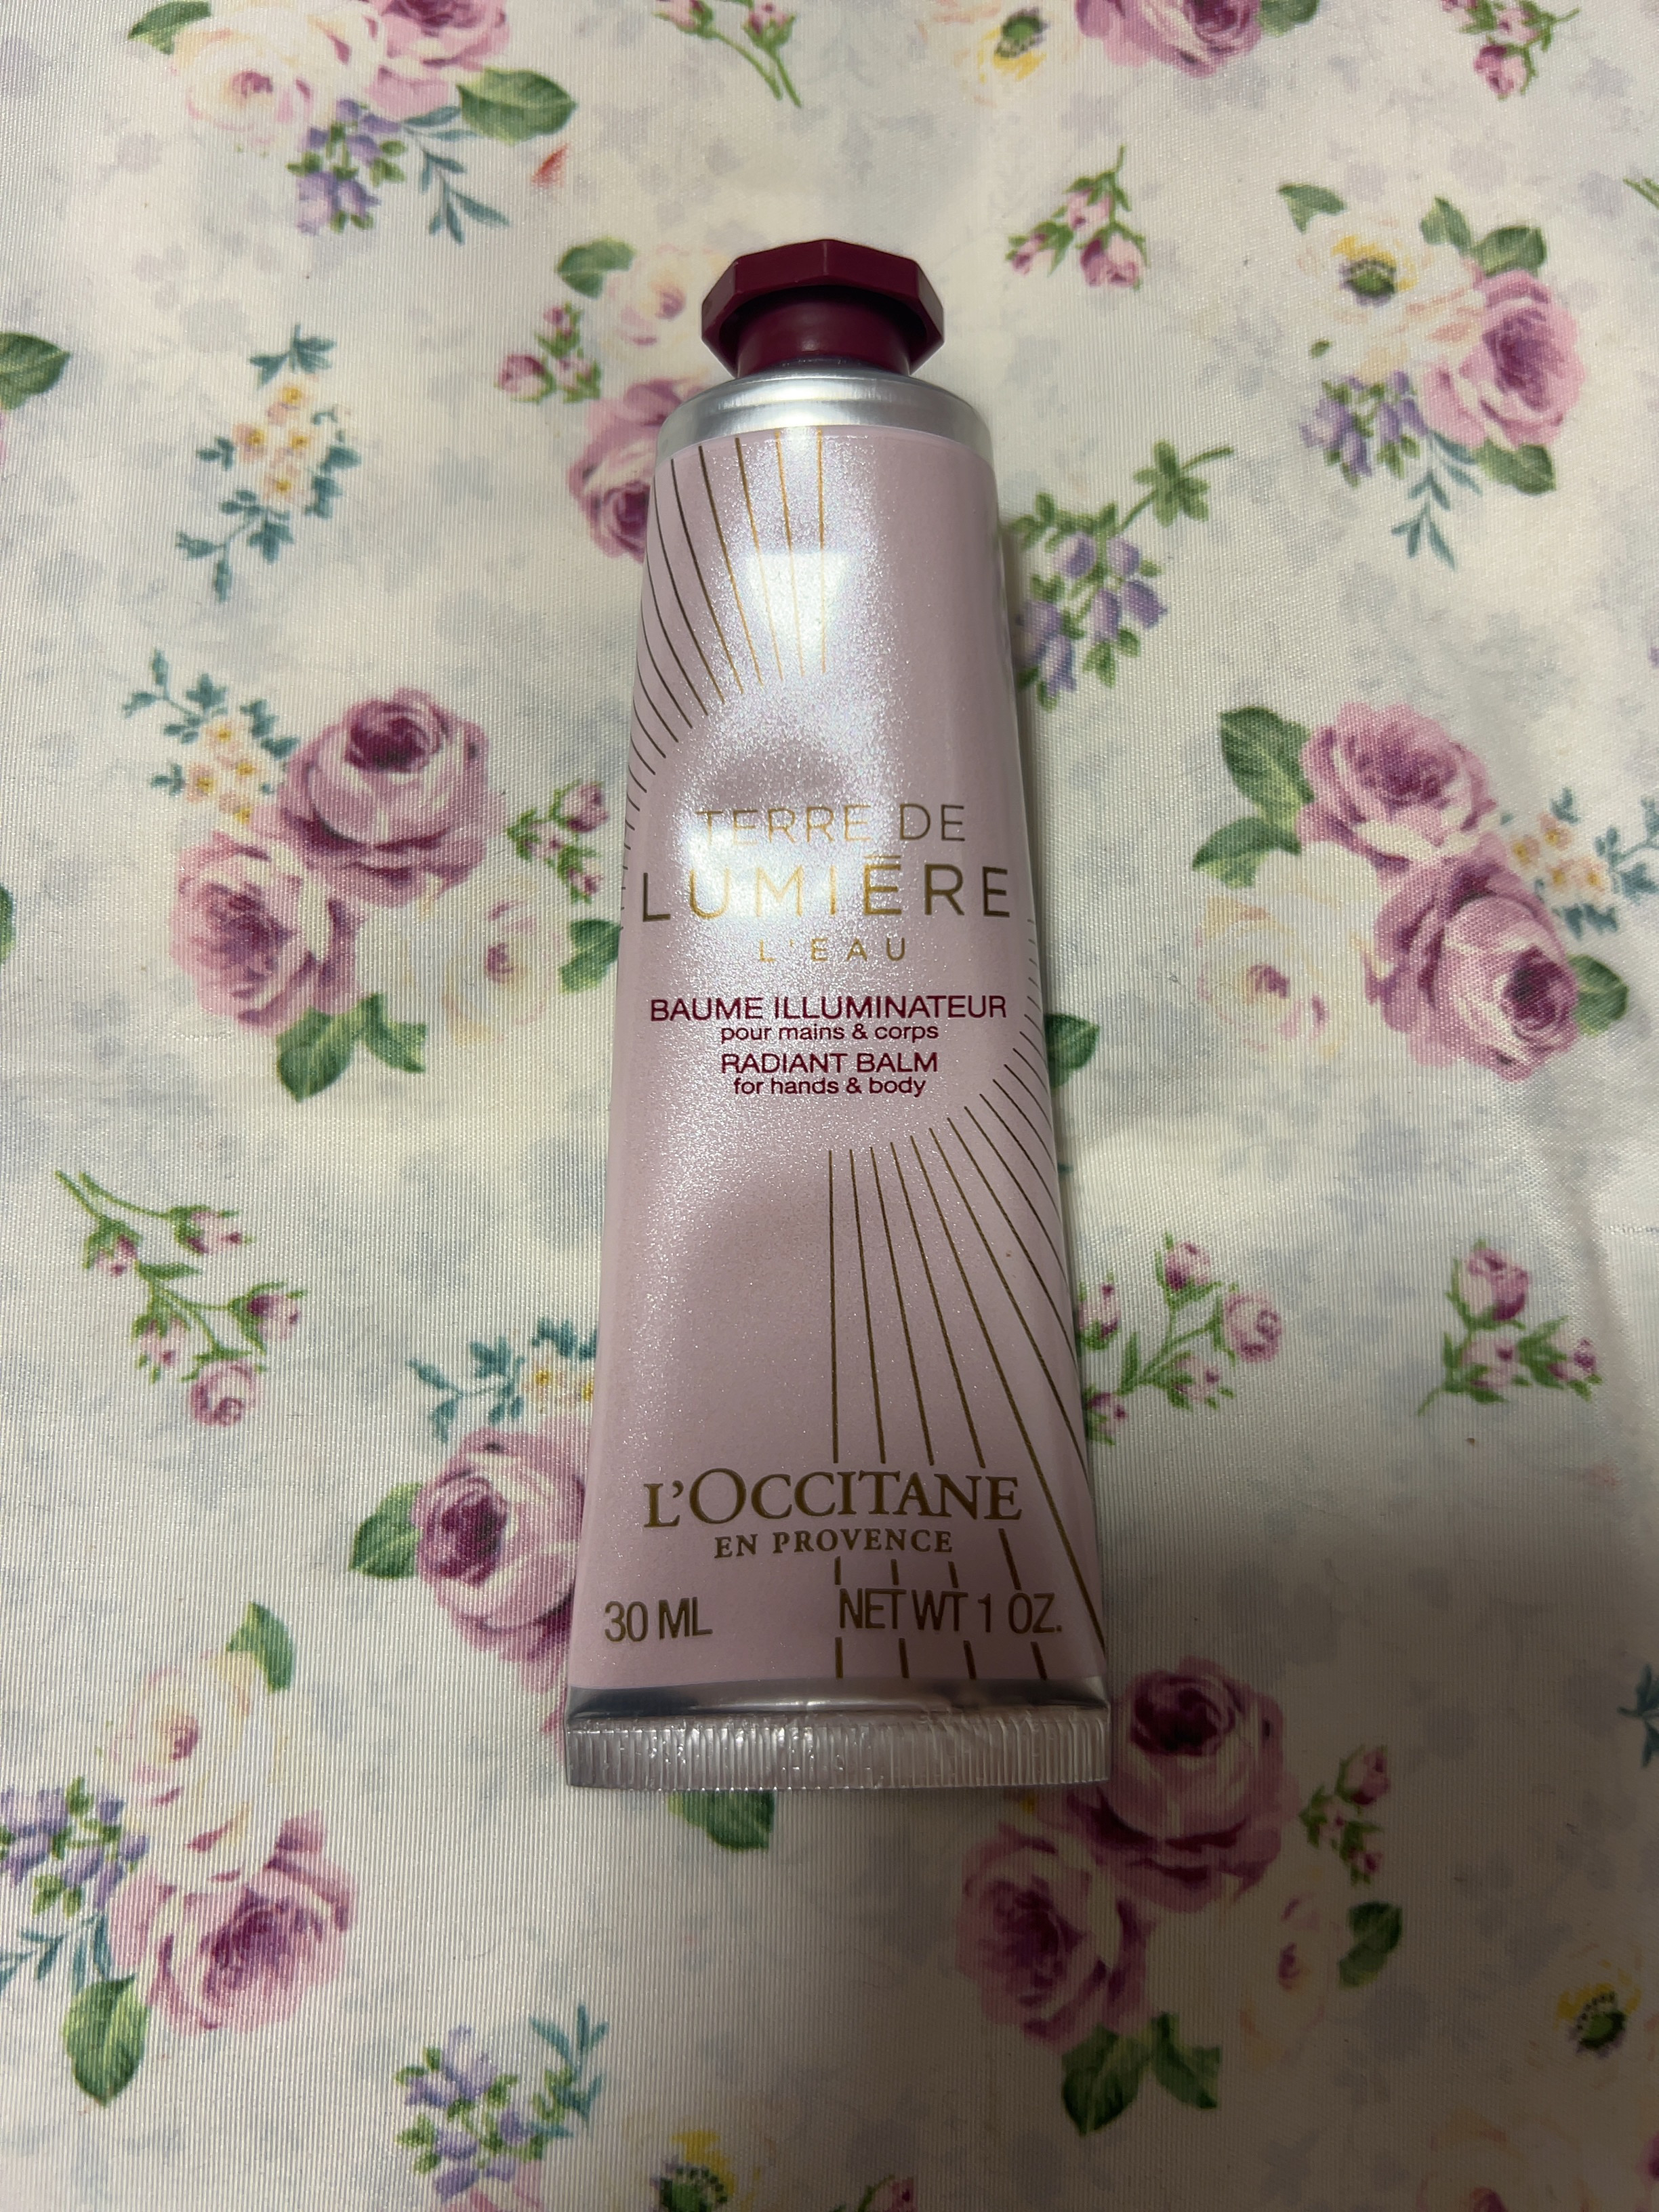 TERRE DE
LUMIÈRE
L'EAU
BAUME ILLUMINATEUR
pour mains & corps
RADIANT BALM
for hands & body
L'OCCITANE
EN PROVENCE
30 ML NET WT 1 OZ.